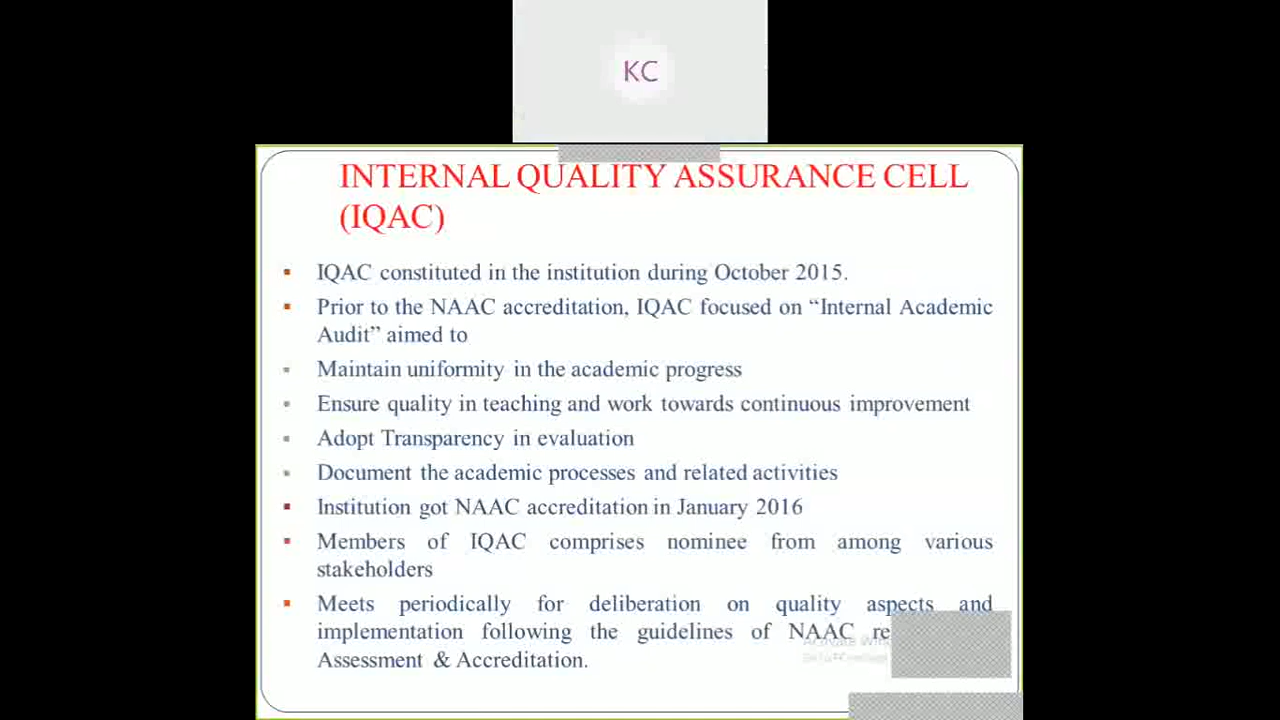 KC
INTERNAL QUALITY ASSURANCE CELL
(IQAC)
IQAC constituted in the institution during October 2015.
Prior to the NAAC accreditation, IQAC focused on “Internal Academic
Audit” aimed to
Maintain uniformity in the academic progress
Ensure quality in teaching and work towards continuous improvement
Adopt Transparency in evaluation
Document the academic processes and related activities
Institution got NAAC accreditation in January 2016
Members of IQAC comprises nominee from among various
stakeholders
Meets periodically for deliberation on quality aspects and
implementation following the guidelines of NAAC
Assessment & Accreditation.